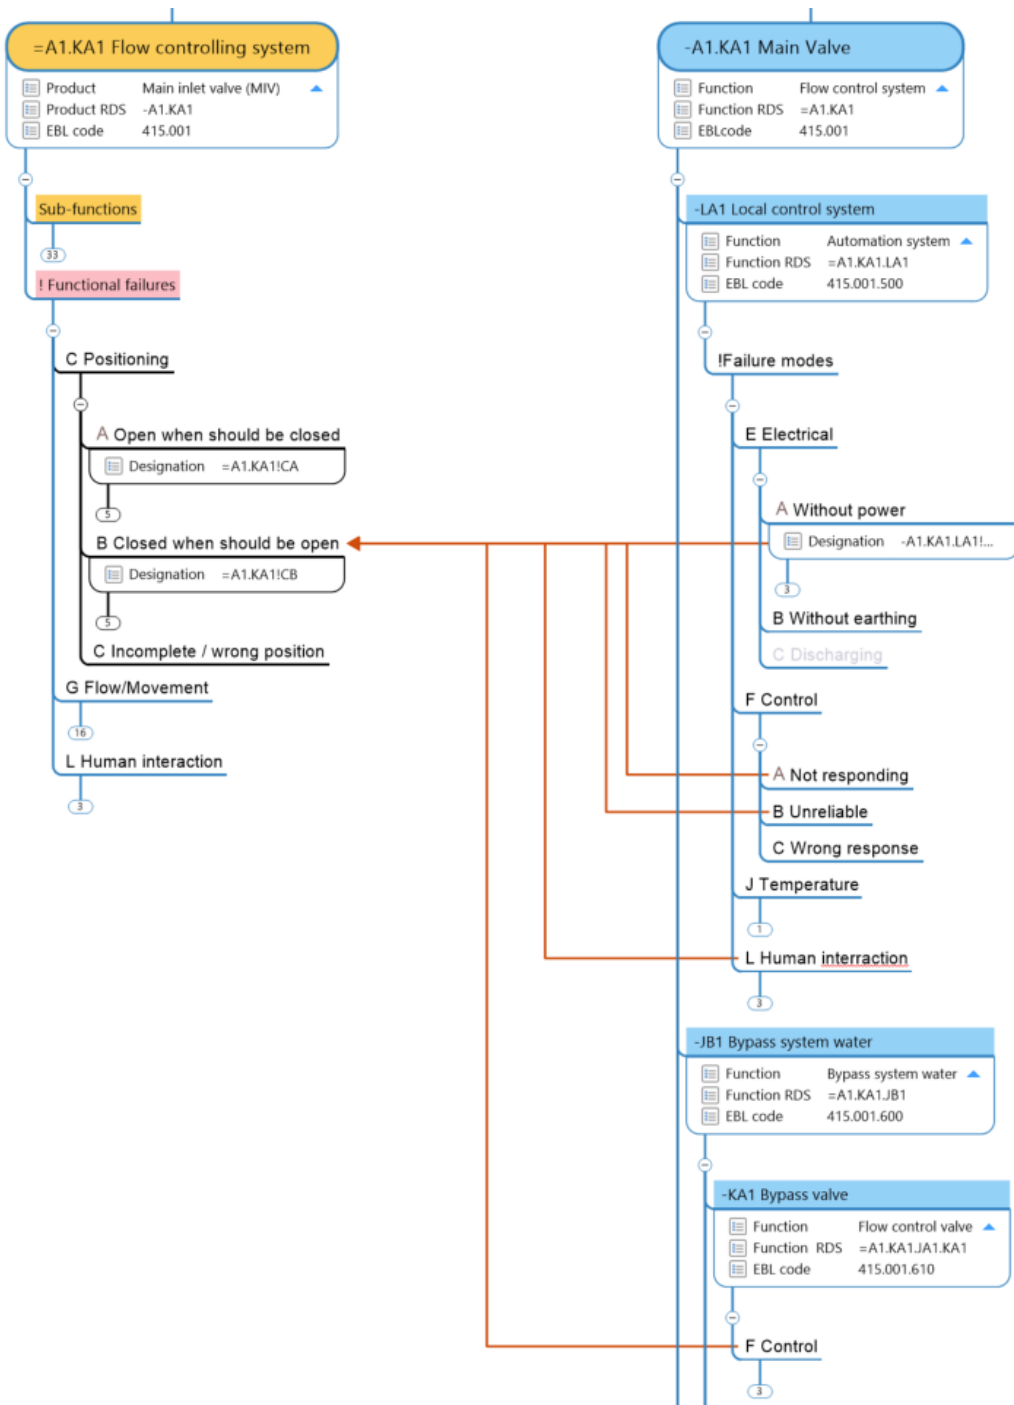 =A1.KA1 Flow controlling system
Product Main inlet valve (MIV)
Product RDS -A1.KA1
EBL code 415.001
Sub-functions
33
! Functional failures
C Positioning
A Open when should be closed
Designation =A1.KA1!CA
5
B Closed when should be open
Designation =A1.KA1!CB
5
C Incomplete / wrong position
G Flow/Movement
16
L Human interaction
3
-A1.KA1 Main Valve
Function Flow control system
Function RDS =A1.KA1
EBLcode 415.001
-LA1 Local control system
Function Automation system
Function RDS =A1.KA1.LA1
EBL code 415.001.500
!Failure modes
E Electrical
A Without power
Designation -A1.KA1.LA1!...
3
B Without earthing
C Discharging
F Control
A Not responding
B Unreliable
C Wrong response
J Temperature
1
L Human interraction
3
-JB1 Bypass system water
Function Bypass system water
Function RDS =A1.KA1.JB1
EBL code 415.001.600
-KA1 Bypass valve
Function Flow control valve
Function RDS =A1.KA1.JA1.KA1
EBL code 415.001.610
F Control
3